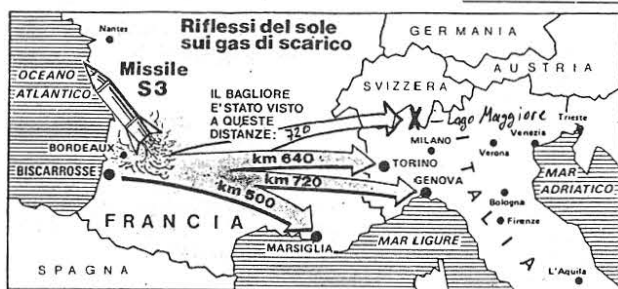 Riflessi del sole
sui gas di scarico
Nantes
GERMANIA
OCEANO
ATLANTICO
Missile
S3
SVIZZERA
AUSTRIA
IL BAGLIORE
E' STATO VISTO
A QUESTE
DISTANZE: 720
X - Lago Maggiore
Trieste
MILANO
Venezia
Verona
BORDEAUX
BISCARROSSE
km 640
TORINO
km 720
GENOVA
km 500
MAR
ADRIATICO
Bologna
Firenze
ITALIA
FRANCIA
MARSIGLIA
MAR LIGURE
SPAGNA
L'Aquila